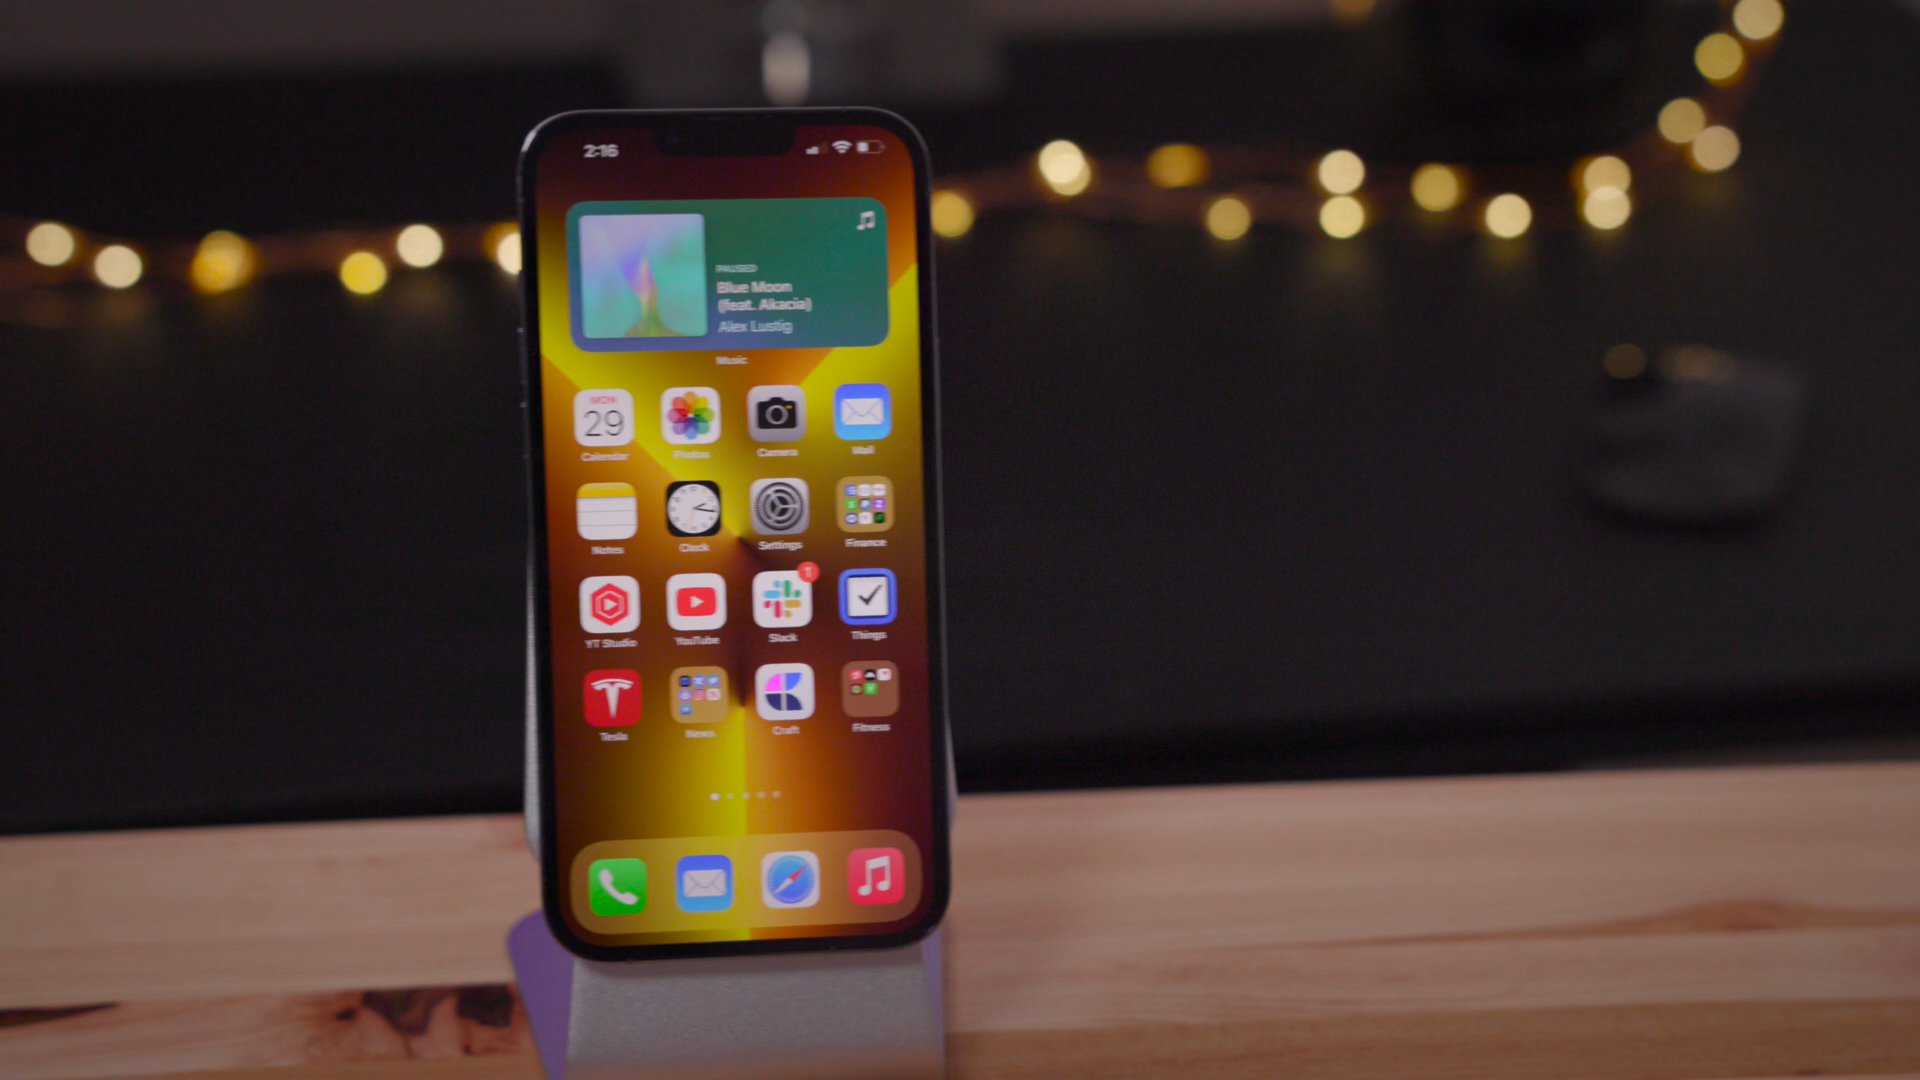 2:16
PAUSED
Blue Moon
(feat. Akacia)
Alex Lustig
Music
MON
29
Calendar
Photos
Camera
Mail
Notes
Clock
Settings
Finance
1
YT Studio
YouTube
Slack
Things
Tesla
News
Craft
Fitness